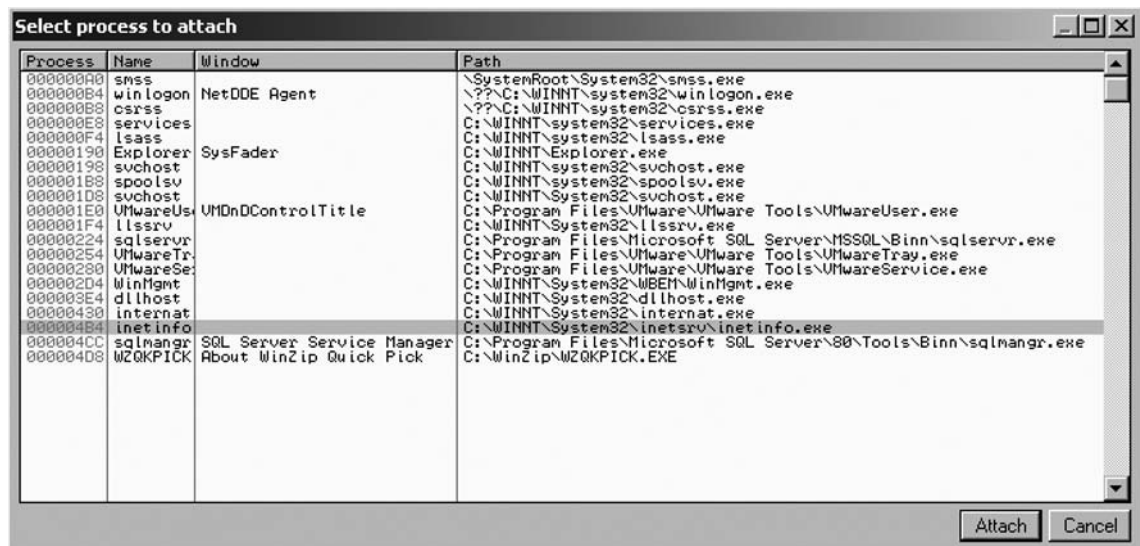 Select process to attach
Process Name Window Path
000000A0 smss \SystemRoot\System32\smss.exe
000000B4 winlogon NetDDE Agent \??\C:\WINNT\system32\winlogon.exe
000000B8 csrss \??\C:\WINNT\system32\csrss.exe
000000E8 services C:\WINNT\system32\services.exe
000000F4 lsass C:\WINNT\system32\lsass.exe
00000190 Explorer SysFader C:\WINNT\Explorer.exe
00000198 svchost C:\WINNT\system32\svchost.exe
000001B8 spoolsv C:\WINNT\system32\spoolsv.exe
000001D8 svchost C:\WINNT\System32\svchost.exe
000001E0 VMwareUs VMDnDControlTitle C:\Program Files\VMware\VMware Tools\VMwareUser.exe
000001F4 llssrv C:\WINNT\System32\llssrv.exe
00000224 sqlservr C:\Program Files\Microsoft SQL Server\MSSQL\Binn\sqlservr.exe
00000254 VMwareTr C:\Program Files\VMware\VMware Tools\VMwareTray.exe
00000280 VMwareSe C:\Program Files\VMware\VMware Tools\VMwareService.exe
000002D4 WinMgmt C:\WINNT\System32\WBEM\WinMgmt.exe
000003E4 dllhost C:\WINNT\System32\dllhost.exe
00000430 internat C:\WINNT\System32\internat.exe
000004B4 inetinfo C:\WINNT\System32\inetsrv\inetinfo.exe
000004CC sqlmangr SQL Server Service Manager C:\Program Files\Microsoft SQL Server\80\Tools\Binn\sqlmangr.exe
000004D8 WZQKPICK About WinZip Quick Pick C:\WinZip\WZQKPICK.EXE
Attach Cancel